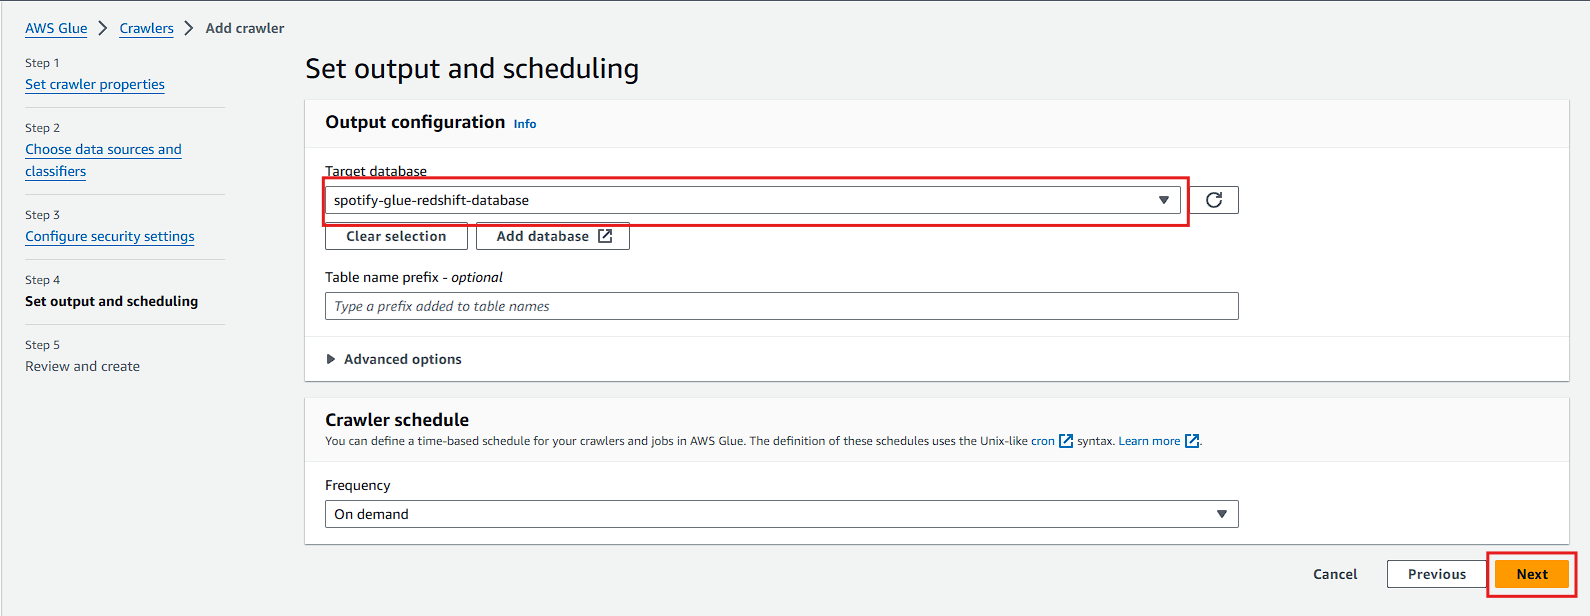 AWS Glue > Crawlers > Add crawler
Step 1
Set crawler properties
Step 2
Choose data sources and
classifiers
Step 3
Configure security settings
Step 4
Set output and scheduling
Step 5
Review and create
Set output and scheduling
Output configuration Info
Target database
spotify-glue-redshift-database
Clear selection Add database
Table name prefix - optional
Type a prefix added to table names
Advanced options
Crawler schedule
You can define a time-based schedule for your crawlers and jobs in AWS Glue. The definition of these schedules uses the Unix-like cron syntax. Learn more .
Frequency
On demand
Cancel Previous Next